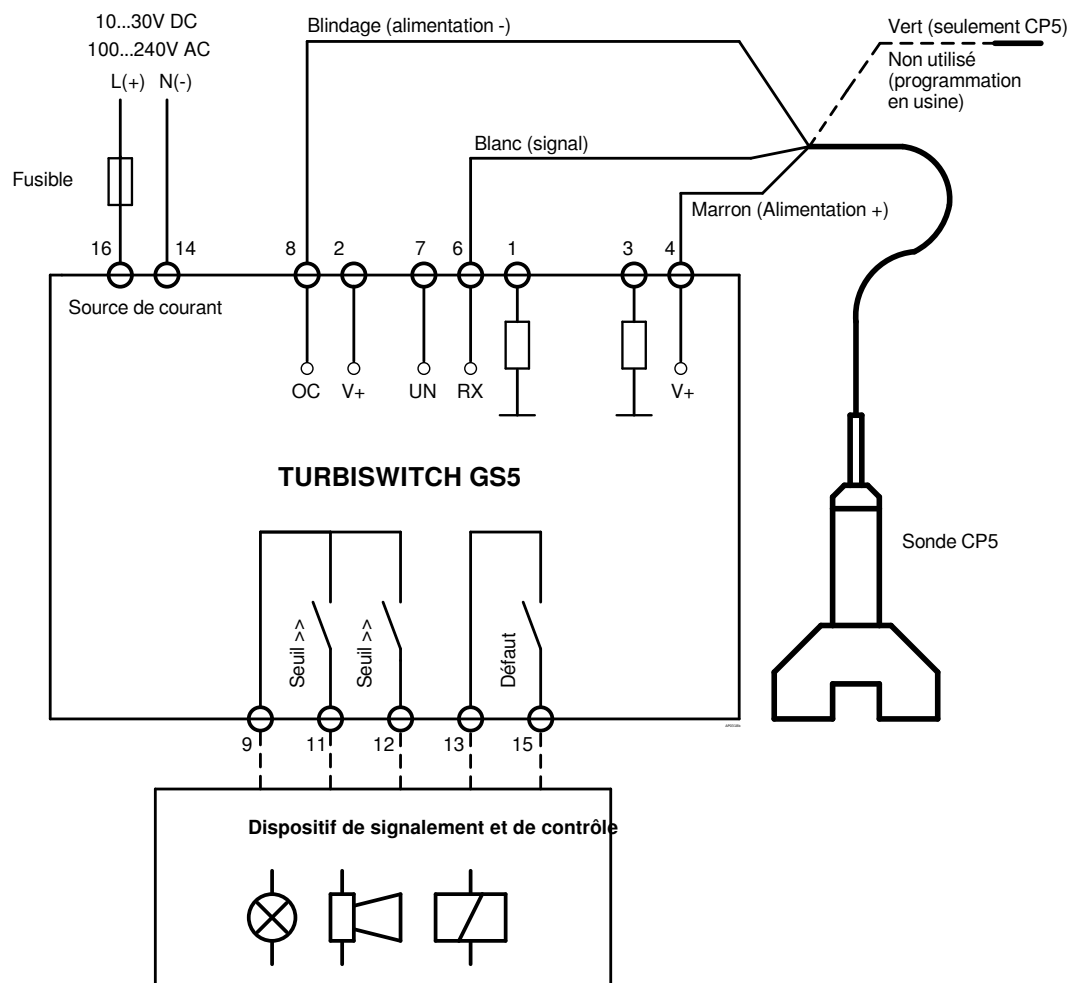 10...30V DC
100...240V AC
L(+) N(-)
Blindage (alimentation -)
Vert (seulement CP5)
Non utilisé
(programmation
en usine)
Blanc (signal)
Fusible
Marron (Alimentation +)
16 14 8 2 7 6 1 3 4
Source de courant
OC V+ UN RX V+
TURBISWITCH GS5
Sonde CP5
Seuil >>
Seuil >>
Défaut
9 11 12 13 15
Dispositif de signalement et de contrôle